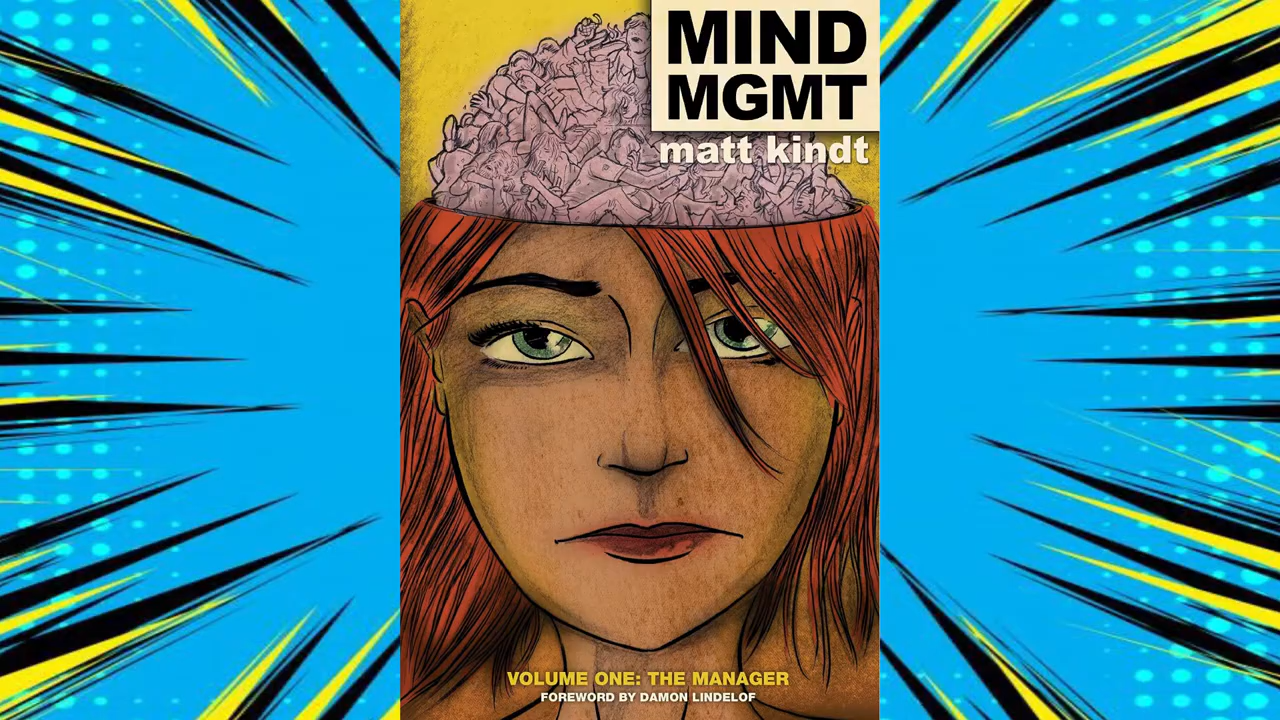 MIND
MGMT
matt kindt
VOLUME ONE: THE MANAGER
FOREWORD BY DAMON LINDELOF